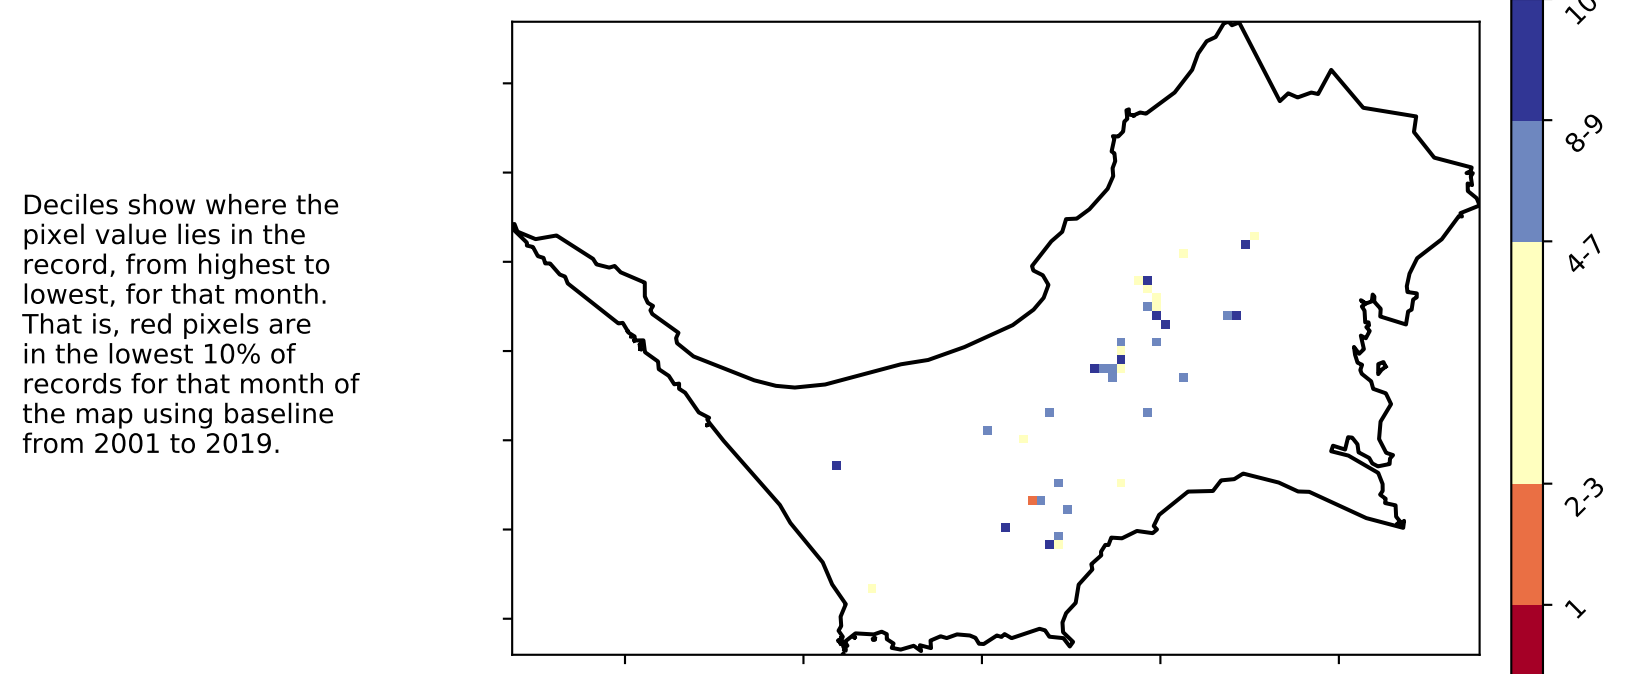 Deciles show where the
pixel value lies in the
record, from highest to
lowest, for that month.
That is, red pixels are
in the lowest 10% of
records for that month of
the map using baseline
from 2001 to 2019.
10
8-9
4-7
2-3
1